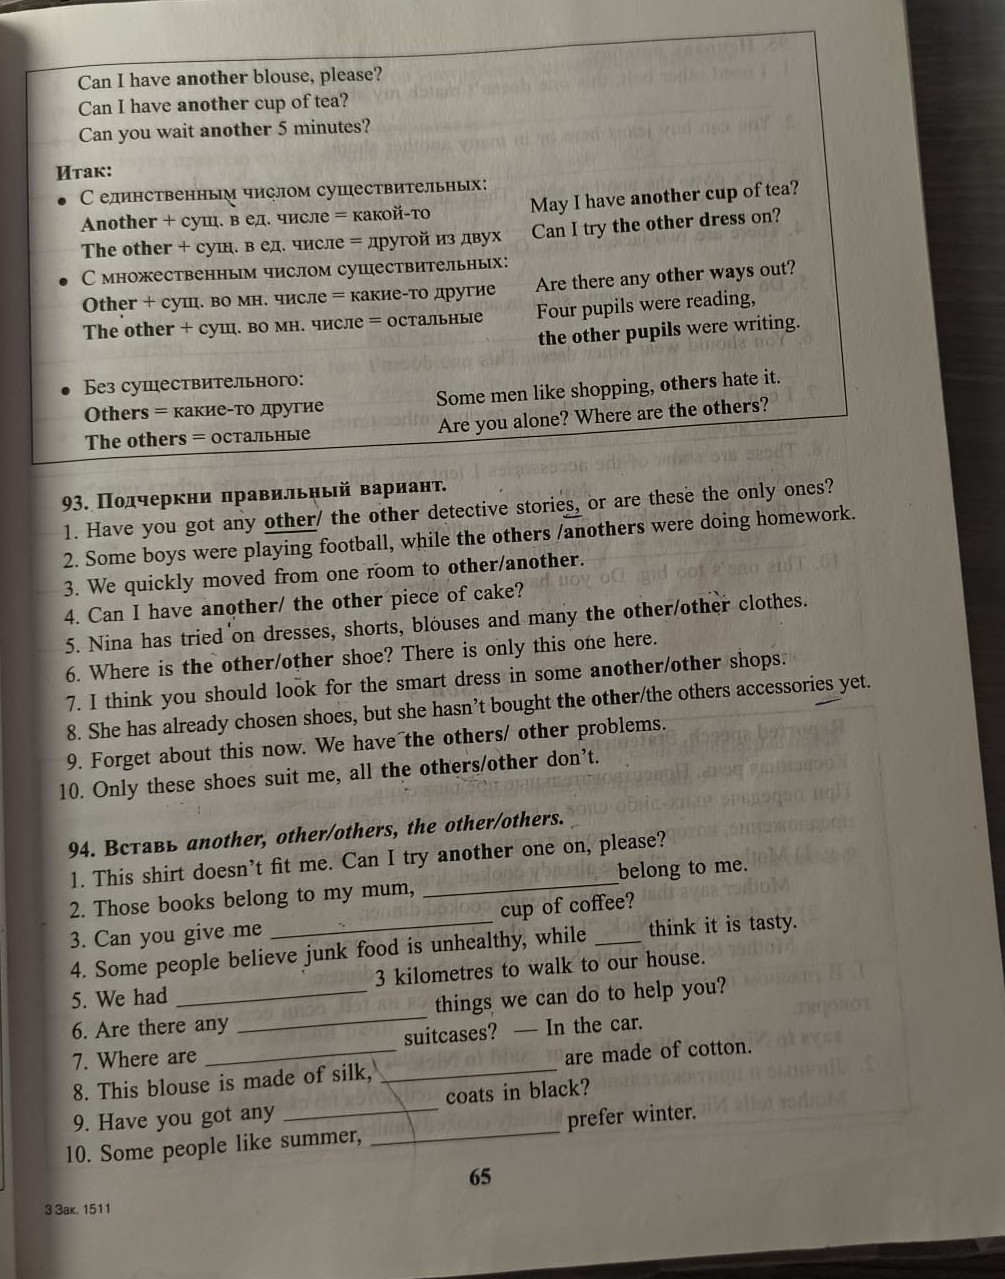 Can I have another blouse, please?
Can I have another cup of tea?
Can you wait another 5 minutes?
Итак:
• С единственным числом существительных:
Another + сущ. в ед. числе = какой-то May I have another cup of tea?
The other + сущ. в ед. числе = другой из двух Can I try the other dress on?
• С множественным числом существительных:
Other + сущ. во мн. числе = какие-то другие Are there any other ways out?
The other + сущ. во мн. числе = остальные Four pupils were reading,
the other pupils were writing.
• Без существительного:
Others = какие-то другие Some men like shopping, others hate it.
The others = остальные Are you alone? Where are the others?
93. Подчеркни правильный вариант.
1. Have you got any other/ the other detective stories, or are these the only ones?
2. Some boys were playing football, while the others /anothers were doing homework.
3. We quickly moved from one room to other/another.
4. Can I have another/ the other piece of cake?
5. Nina has tried on dresses, shorts, blouses and many the other/other clothes.
6. Where is the other/other shoe? There is only this one here.
7. I think you should look for the smart dress in some another/other shops.
8. She has already chosen shoes, but she hasn't bought the other/the others accessories yet.
9. Forget about this now. We have the others/ other problems.
10. Only these shoes suit me, all the others/other don't.
94. Вставь another, other/others, the other/others.
1. This shirt doesn't fit me. Can I try another one on, please?
2. Those books belong to my mum, ____ belong to me.
3. Can you give me ____ cup of coffee?
4. Some people believe junk food is unhealthy, while ____ think it is tasty.
5. We had ____ 3 kilometres to walk to our house.
6. Are there any ____ things we can do to help you?
7. Where are ____ suitcases? — In the car.
8. This blouse is made of silk, ____ are made of cotton.
9. Have you got any ____ coats in black?
10. Some people like summer, ____ prefer winter.
65
3 Зак. 1511